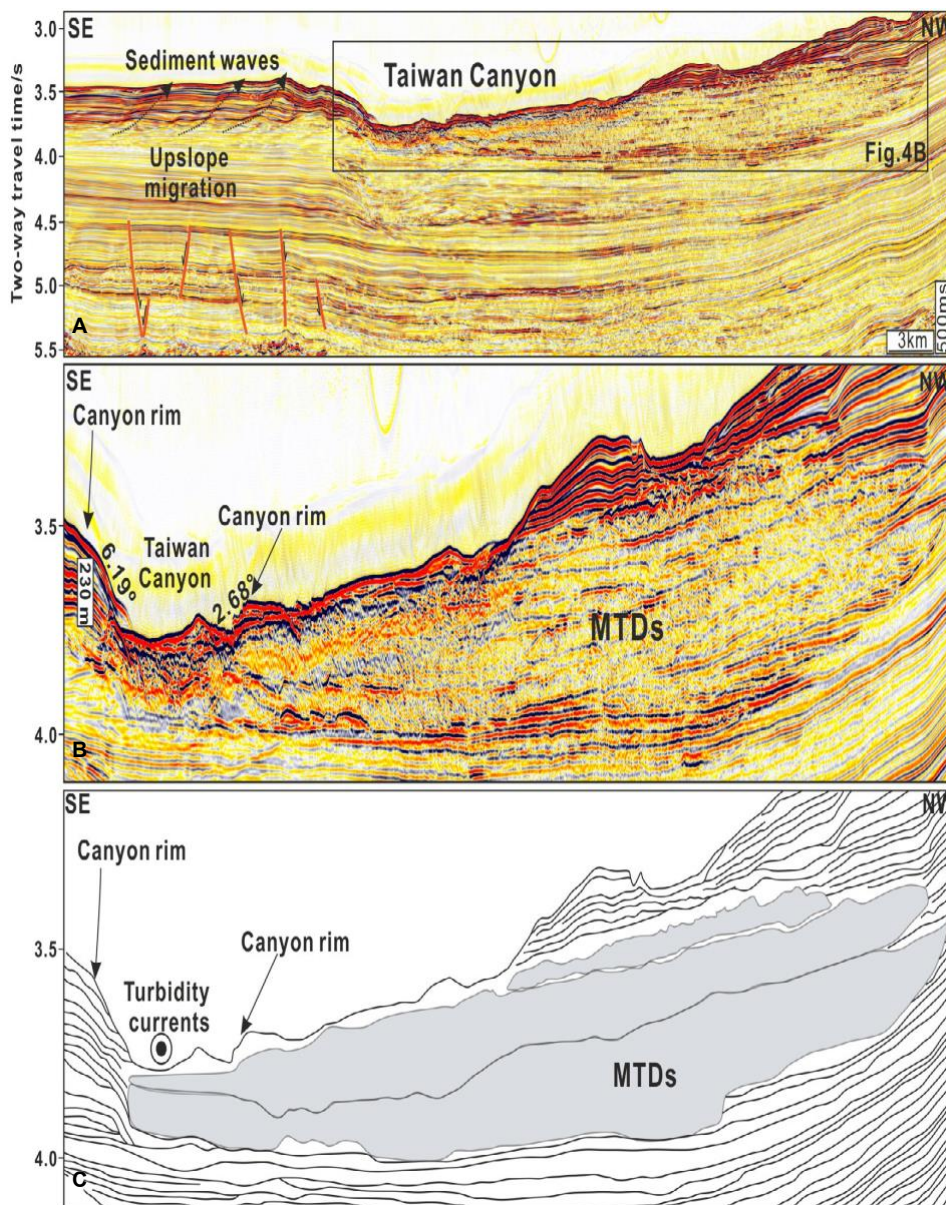 SE
NW
3.0
3.5
4.0
4.5
5.0
5.5
Two-way travel time/s
Sediment waves
Taiwan Canyon
Upslope
migration
Fig.4B
3km
500ms
A
SE
NW
Canyon rim
Canyon rim
Taiwan
Canyon
6.19°
2.68°
230 m
3.5
MTDs
4.0
B
SE
NW
Canyon rim
Canyon rim
3.5
Turbidity
currents
MTDs
4.0
C